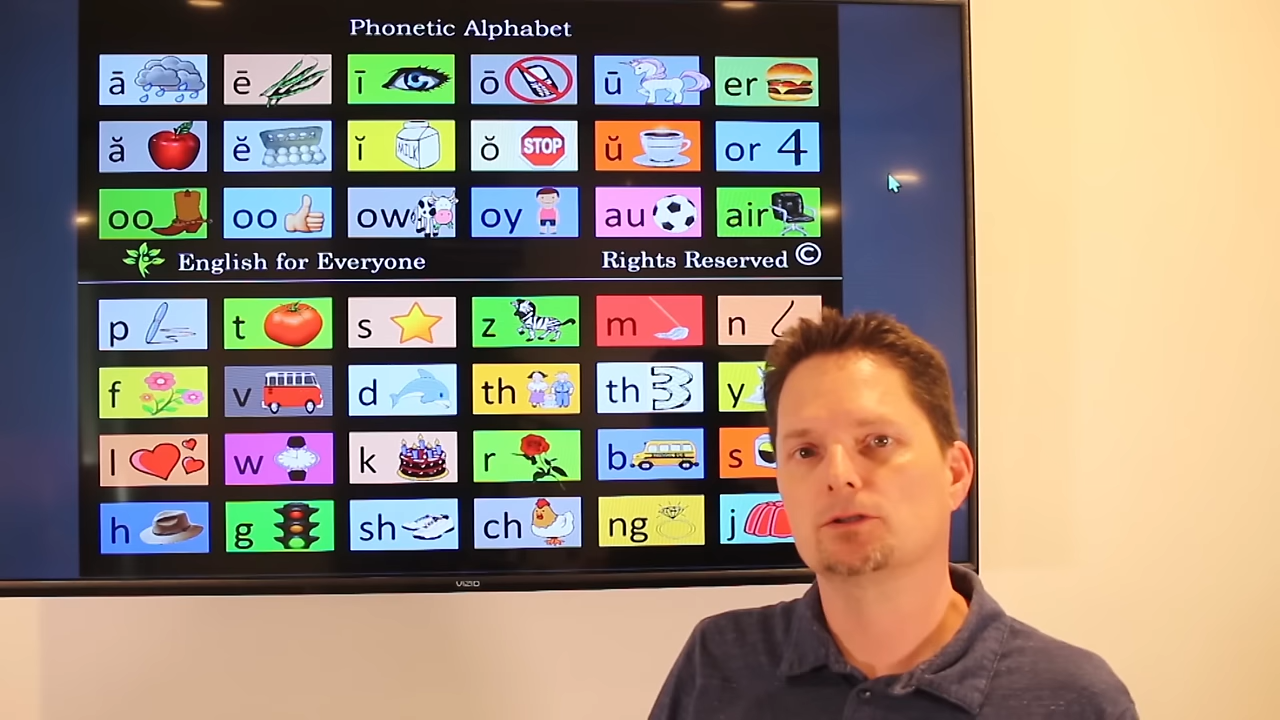 Phonetic Alphabet
ā ē ī ō ū er
ă ĕ MILK ĭ ŏ STOP ŭ or 4
oo oo ow oy au air
English for Everyone Rights Reserved ©
p t s z m n
f v d th th 3 y
l w k r b s
h g sh ch ng j
VIZIO